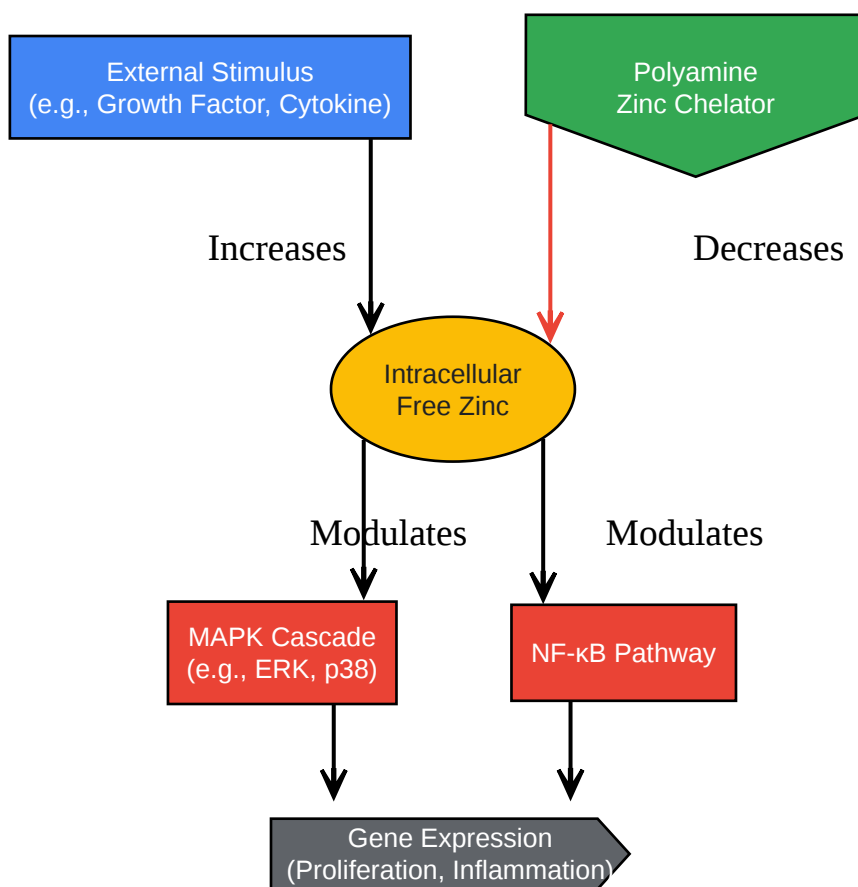 External Stimulus
(e.g., Growth Factor, Cytokine)
Polyamine
Zinc Chelator
Increases
Decreases
Intracellular
Free Zinc
Modulates
Modulates
MAPK Cascade
(e.g., ERK, p38)
NF-κB Pathway
Gene Expression
(Proliferation, Inflammation)